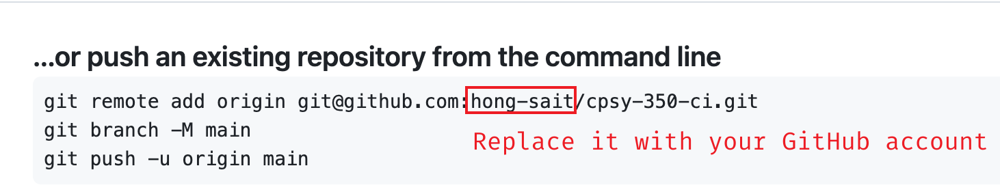 ...or push an existing repository from the command line
git remote add origin git@github.com:hong-sait/cpsy-350-ci.git
git branch -M main
Replace it with your GitHub account
git push -u origin main